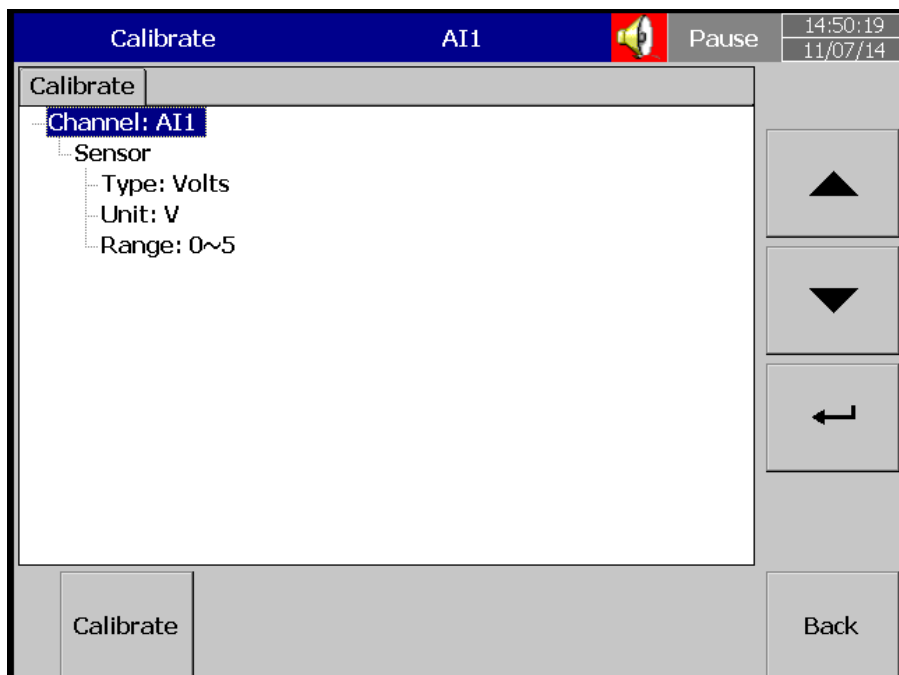 Calibrate AI1 Pause 14:50:19
11/07/14
Calibrate
Channel: AI1
Sensor
Type: Volts
Unit: V
Range: 0~5
Calibrate Back